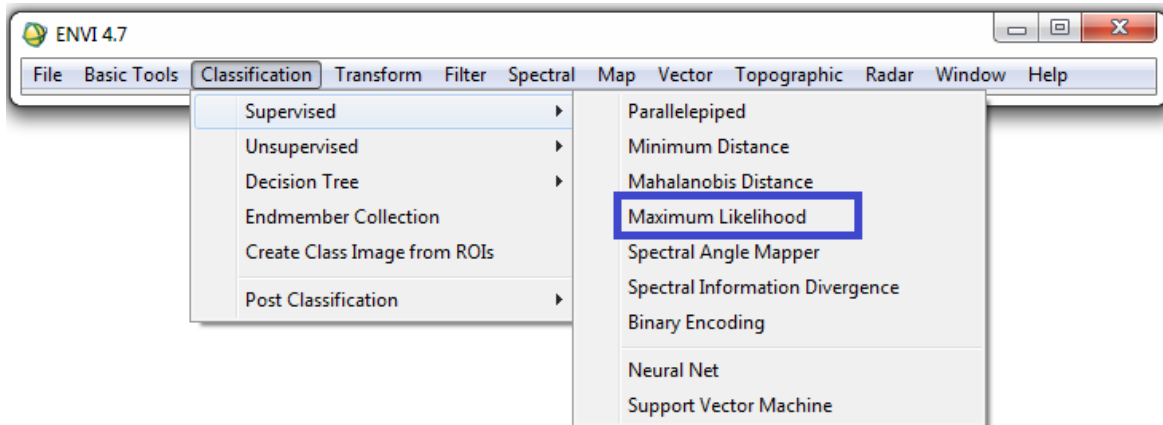 ENVI 4.7
File Basic Tools Classification Transform Filter Spectral Map Vector Topographic Radar Window Help
Supervised
Unsupervised
Decision Tree
Endmember Collection
Create Class Image from ROIs
Post Classification
Parallelepiped
Minimum Distance
Mahalanobis Distance
Maximum Likelihood
Spectral Angle Mapper
Spectral Information Divergence
Binary Encoding
Neural Net
Support Vector Machine